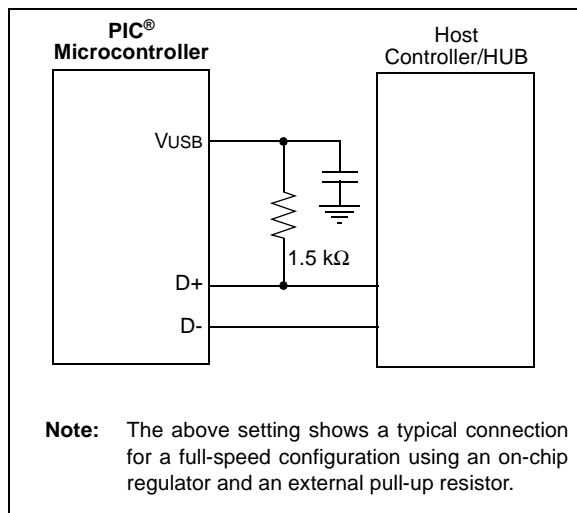 PIC®
Microcontroller
Host
Controller/HUB
VUSB
1.5 kΩ
D+
D-
Note: The above setting shows a typical connection
for a full-speed configuration using an on-chip
regulator and an external pull-up resistor.